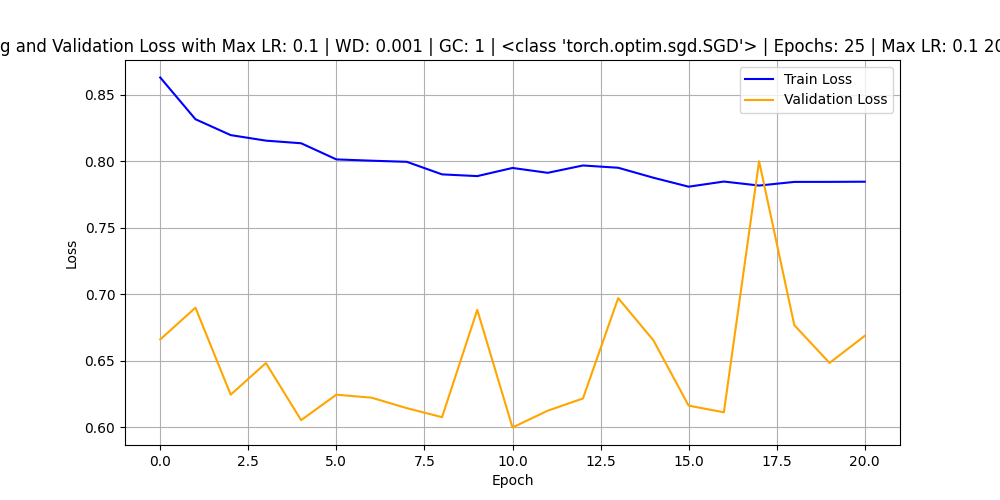 g and Validation Loss with Max LR: 0.1 | WD: 0.001 | GC: 1 | <class 'torch.optim.sgd.SGD'> | Epochs: 25 | Max LR: 0.1 20
Train Loss
Validation Loss
0.85
0.80
0.75
0.70
0.65
0.60
Loss
0.0 2.5 5.0 7.5 10.0 12.5 15.0 17.5 20.0
Epoch